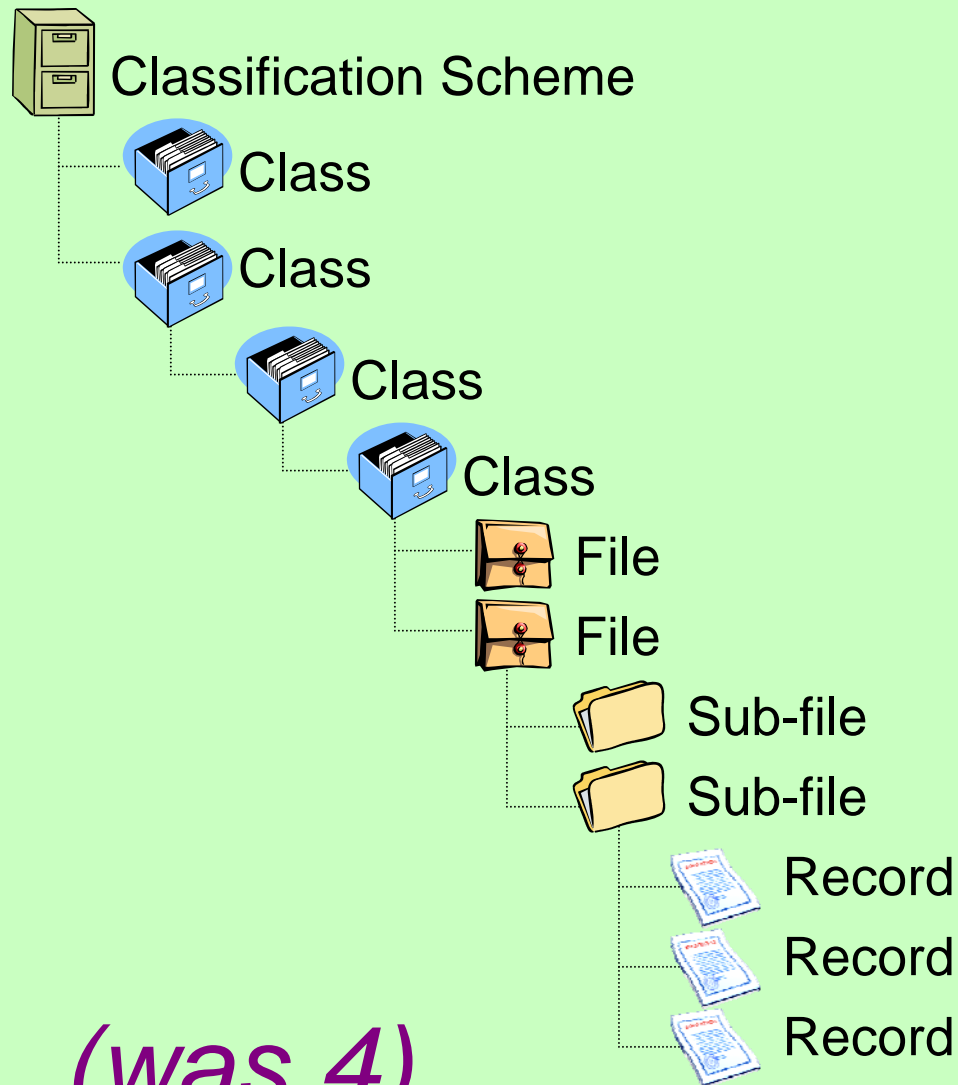 Classification Scheme
Class
Class
Class
Class
File
File
Sub-file
Sub-file
Record
Record
Record
(was 4)